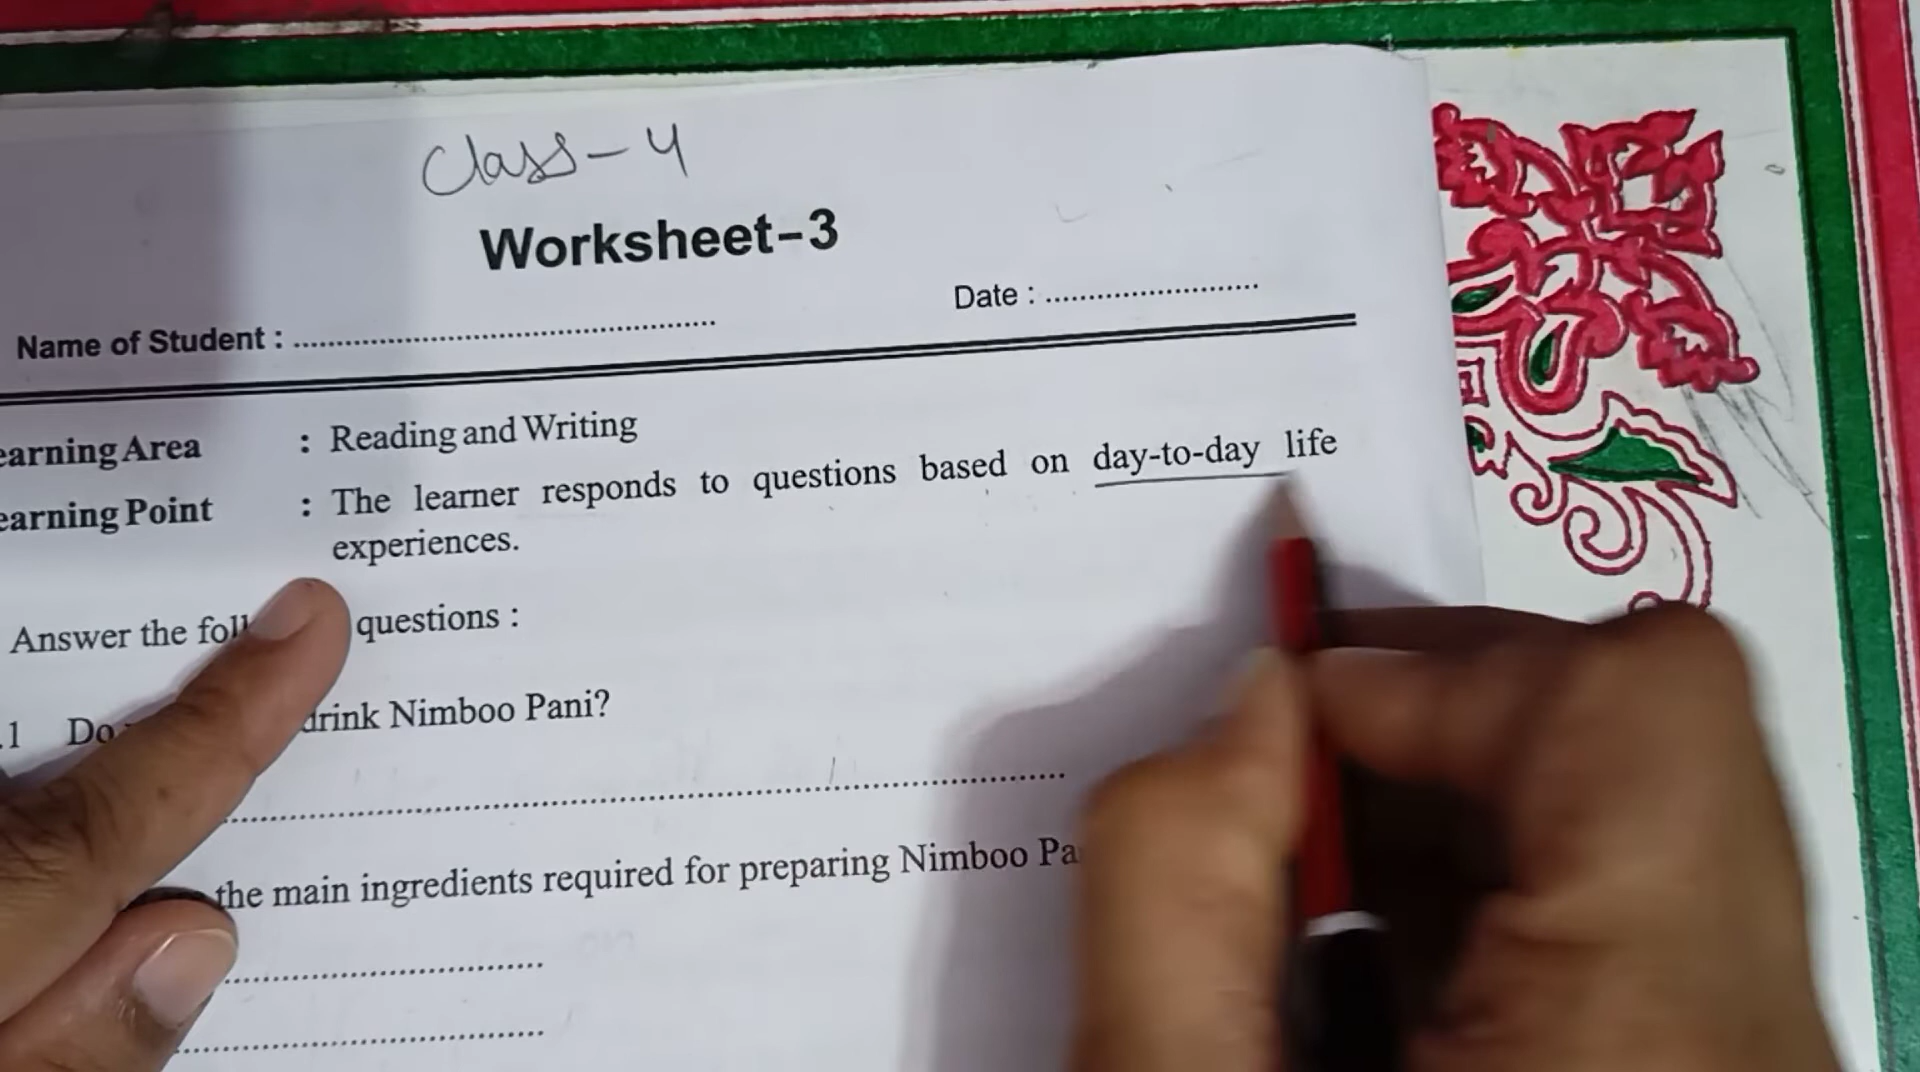 Class-4
Worksheet-3
Date : ........................
Name of Student : ................................................
earning Area : Reading and Writing
earning Point : The learner responds to questions based on day-to-day life
experiences.
Answer the questions :
.1 Do drink Nimboo Pani?
the main ingredients required for preparing Nimboo